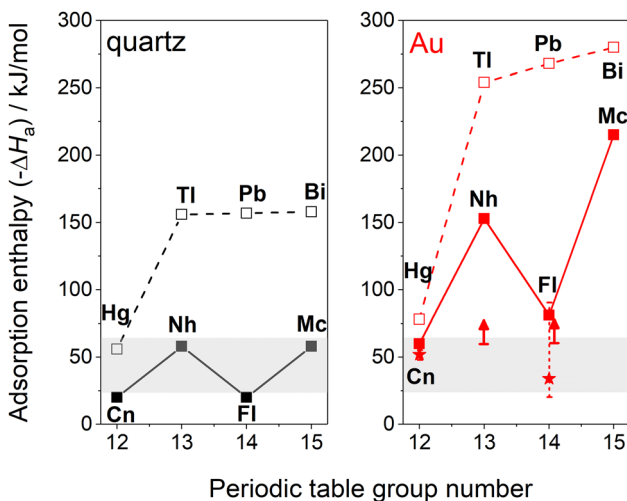 Adsorption enthalpy (-ΔHa) / kJ/mol
quartz
300
250
200
150
100
50
0
Tl
Pb
Bi
Hg
Nh
Mc
Cn
Fl
12
13
14
15
Au
300
250
200
150
100
50
0
Tl
Pb
Bi
Mc
Nh
Hg
Fl
Cn
12
13
14
15
Periodic table group number